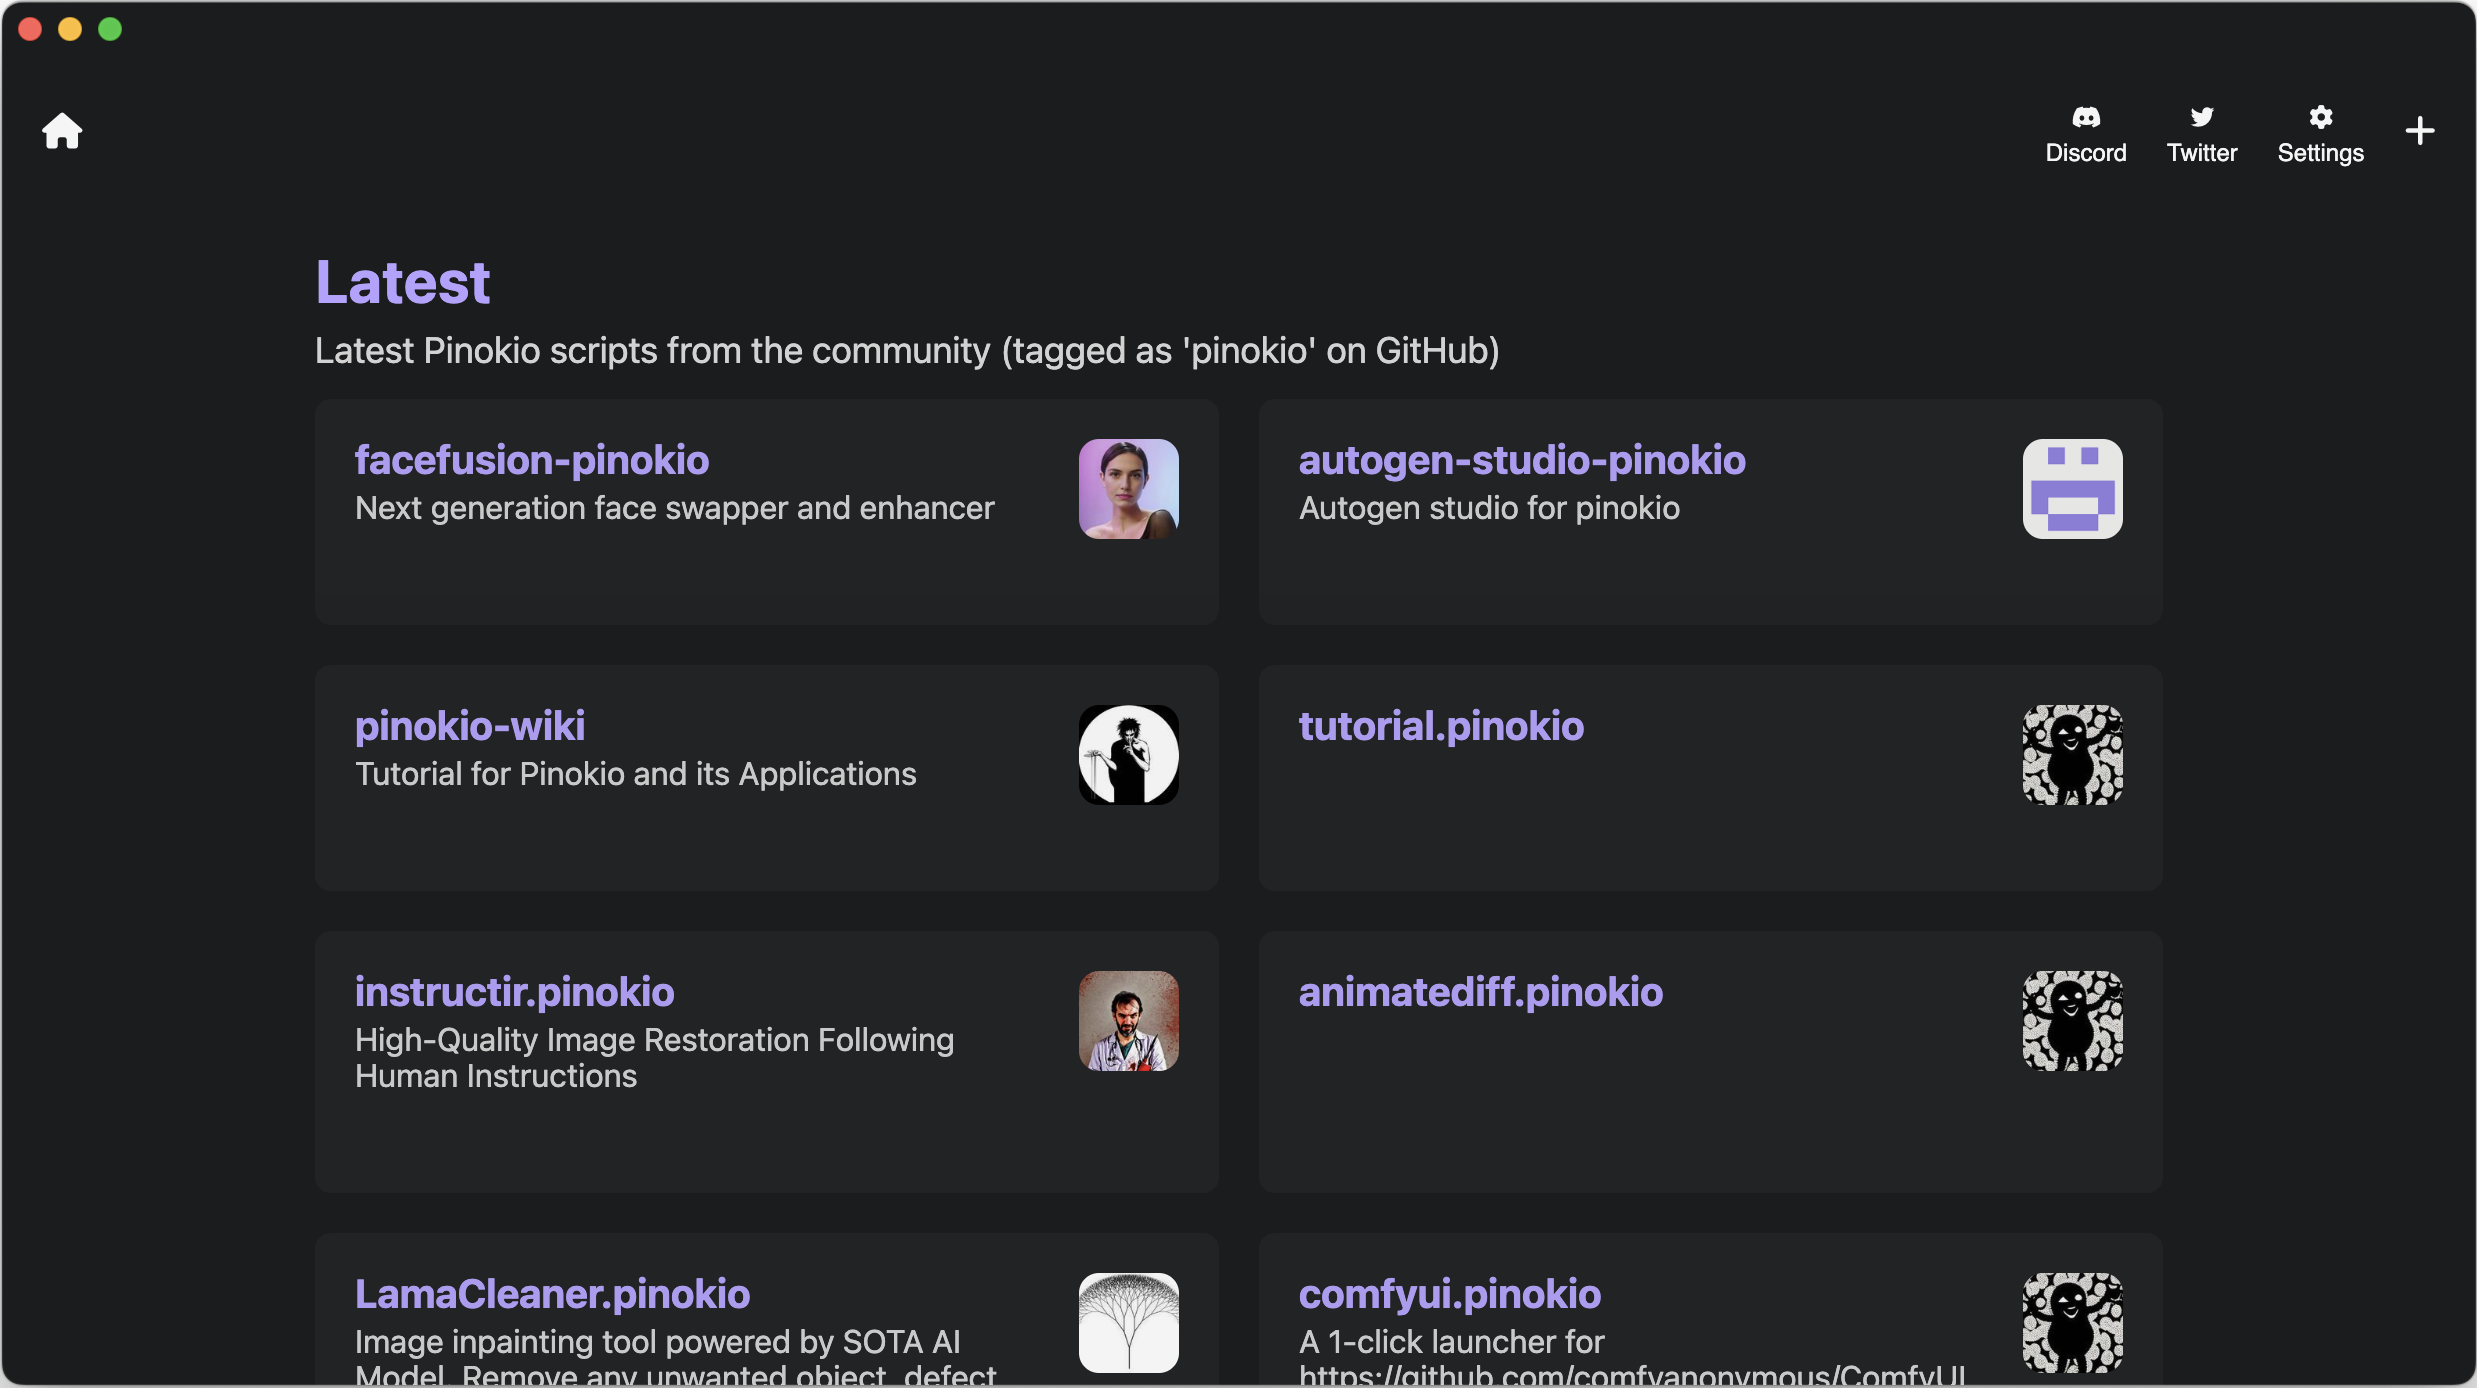 Discord
Twitter
Settings
Latest
Latest Pinokio scripts from the community (tagged as 'pinokio' on GitHub)
facefusion-pinokio
Next generation face swapper and enhancer
autogen-studio-pinokio
Autogen studio for pinokio
pinokio-wiki
Tutorial for Pinokio and its Applications
tutorial.pinokio
instructir.pinokio
High-Quality Image Restoration Following
Human Instructions
animatediff.pinokio
LamaCleaner.pinokio
Image inpainting tool powered by SOTA AI
Model. Remove any unwanted object, defect
comfyui.pinokio
A 1-click launcher for
https://github.com/comfyanonymous/ComfyUI